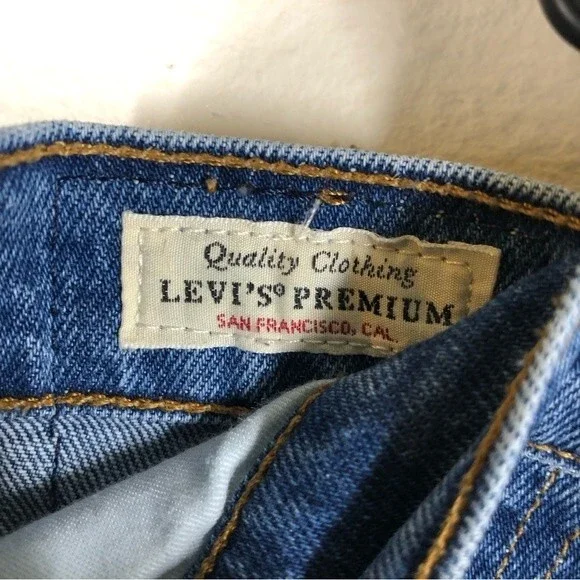 Quality Clothing
LEVI'S® PREMIUM
SAN FRANCISCO, CAL.